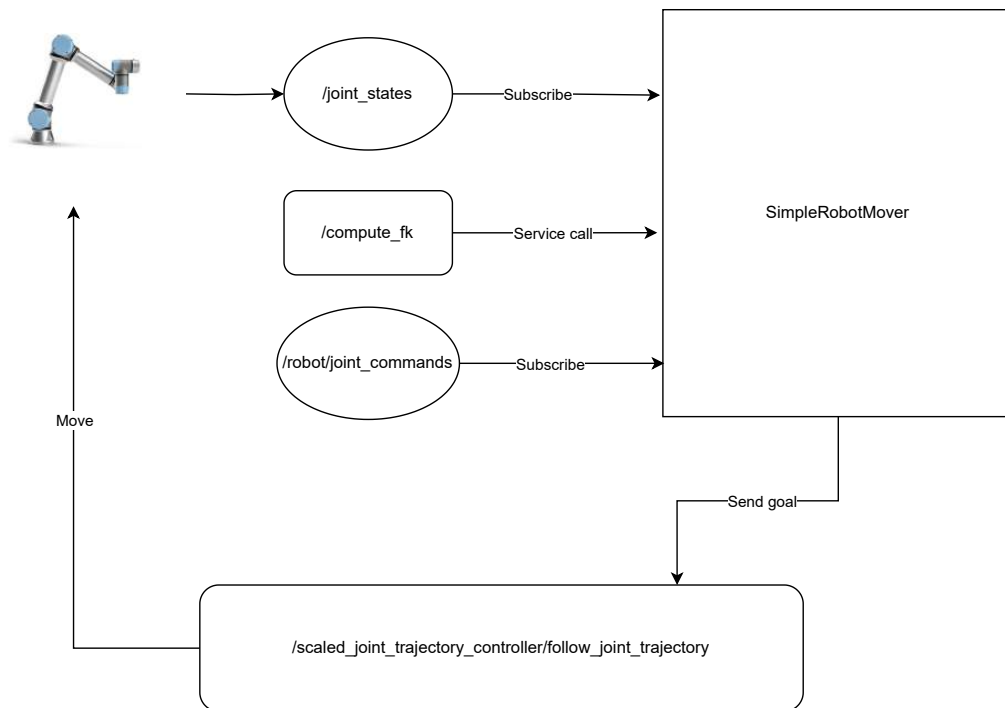 /joint_states
Subscribe
/compute_fk
Service call
SimpleRobotMover
/robot/joint_commands
Subscribe
Move
Send goal
/scaled_joint_trajectory_controller/follow_joint_trajectory